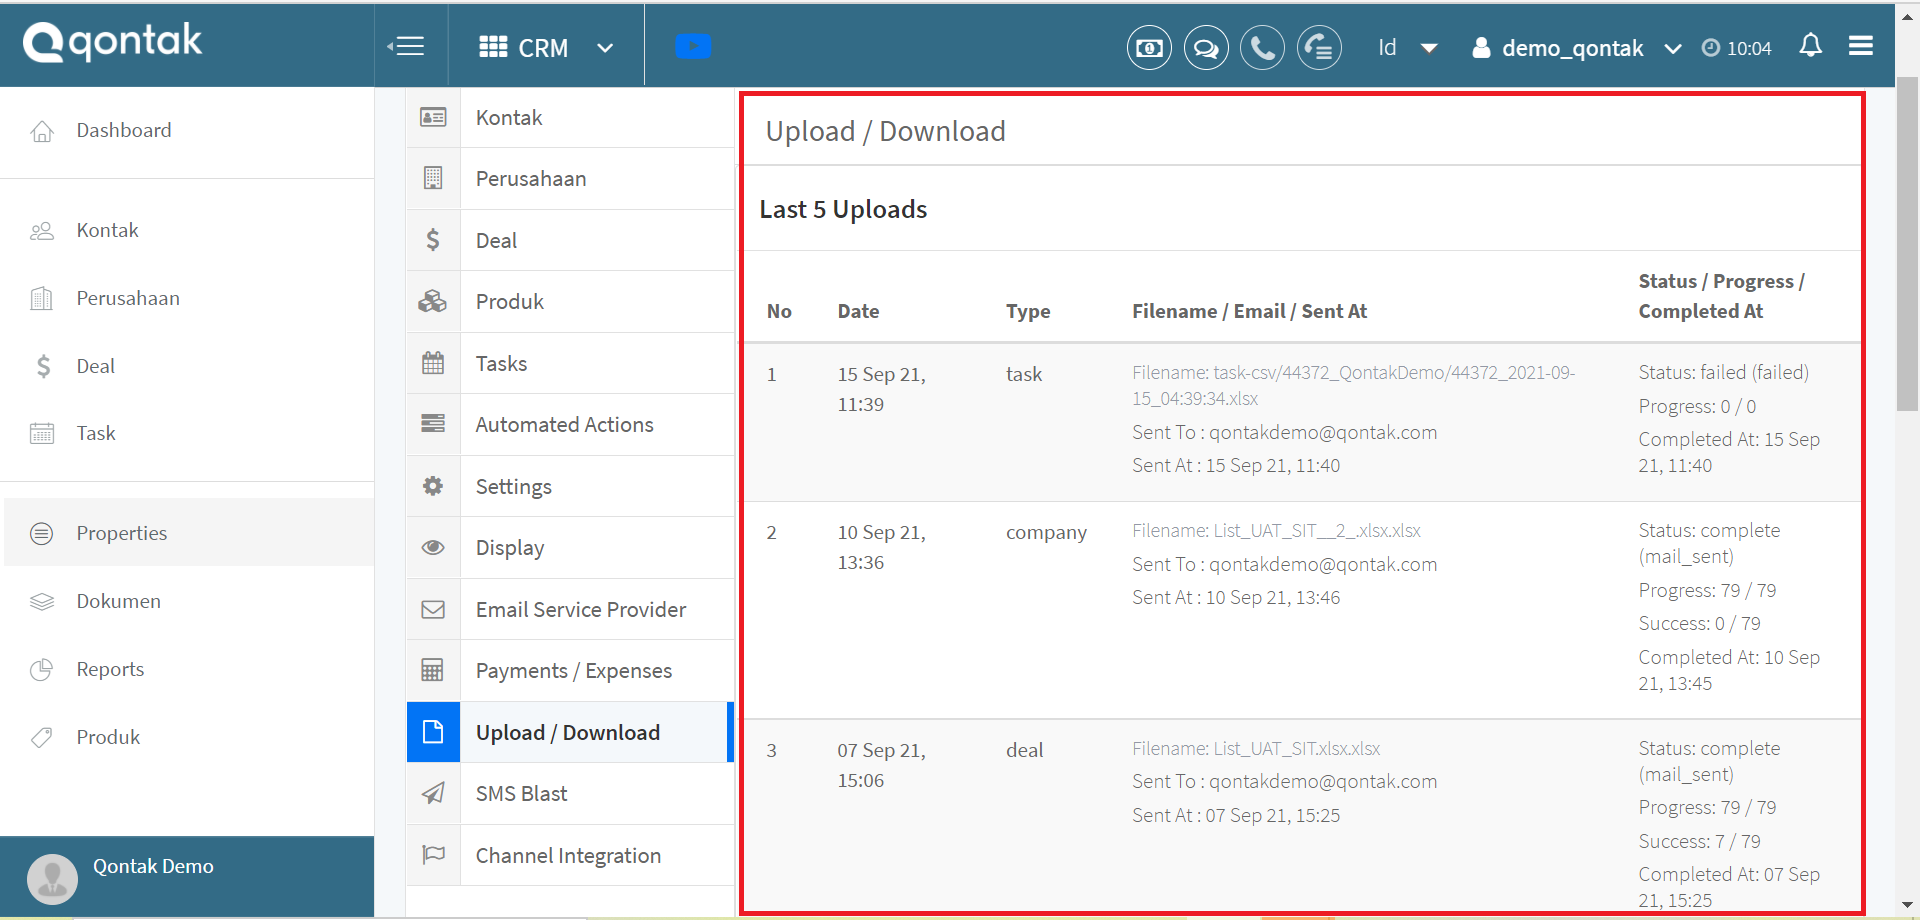 qontak
CRM
Id
demo_qontak
10:04
Dashboard
Kontak
Perusahaan
Deal
Task
Properties
Dokumen
Reports
Produk
Qontak Demo
Kontak
Perusahaan
Deal
Produk
Tasks
Automated Actions
Settings
Display
Email Service Provider
Payments / Expenses
Upload / Download
SMS Blast
Channel Integration
Upload / Download
Last 5 Uploads
No
Date
Type
Filename / Email / Sent At
Status / Progress /
Completed At
1
15 Sep 21,
11:39
task
Filename: task-csv/44372_QontakDemo/44372_2021-09-
15_04:39:34.xlsx
Sent To : qontakdemo@qontak.com
Sent At : 15 Sep 21, 11:40
Status: failed (failed)
Progress: 0 / 0
Completed At: 15 Sep
21, 11:40
2
10 Sep 21,
13:36
company
Filename: List_UAT_SIT__2_.xlsx.xlsx
Sent To : qontakdemo@qontak.com
Sent At : 10 Sep 21, 13:46
Status: complete
(mail_sent)
Progress: 79 / 79
Success: 0 / 79
Completed At: 10 Sep
21, 13:45
3
07 Sep 21,
15:06
deal
Filename: List_UAT_SIT.xlsx.xlsx
Sent To : qontakdemo@qontak.com
Sent At : 07 Sep 21, 15:25
Status: complete
(mail_sent)
Progress: 79 / 79
Success: 7 / 79
Completed At: 07 Sep
21, 15:25